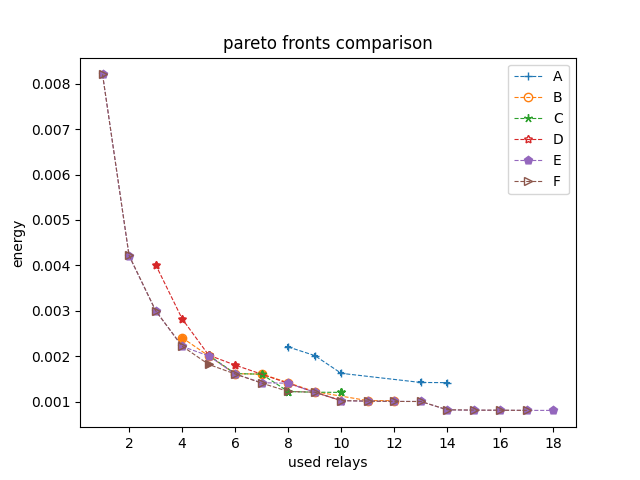 pareto fronts comparison
A
B
C
D
E
F
0.008
0.007
0.006
0.005
0.004
0.003
0.002
0.001
energy
2 4 6 8 10 12 14 16 18
used relays